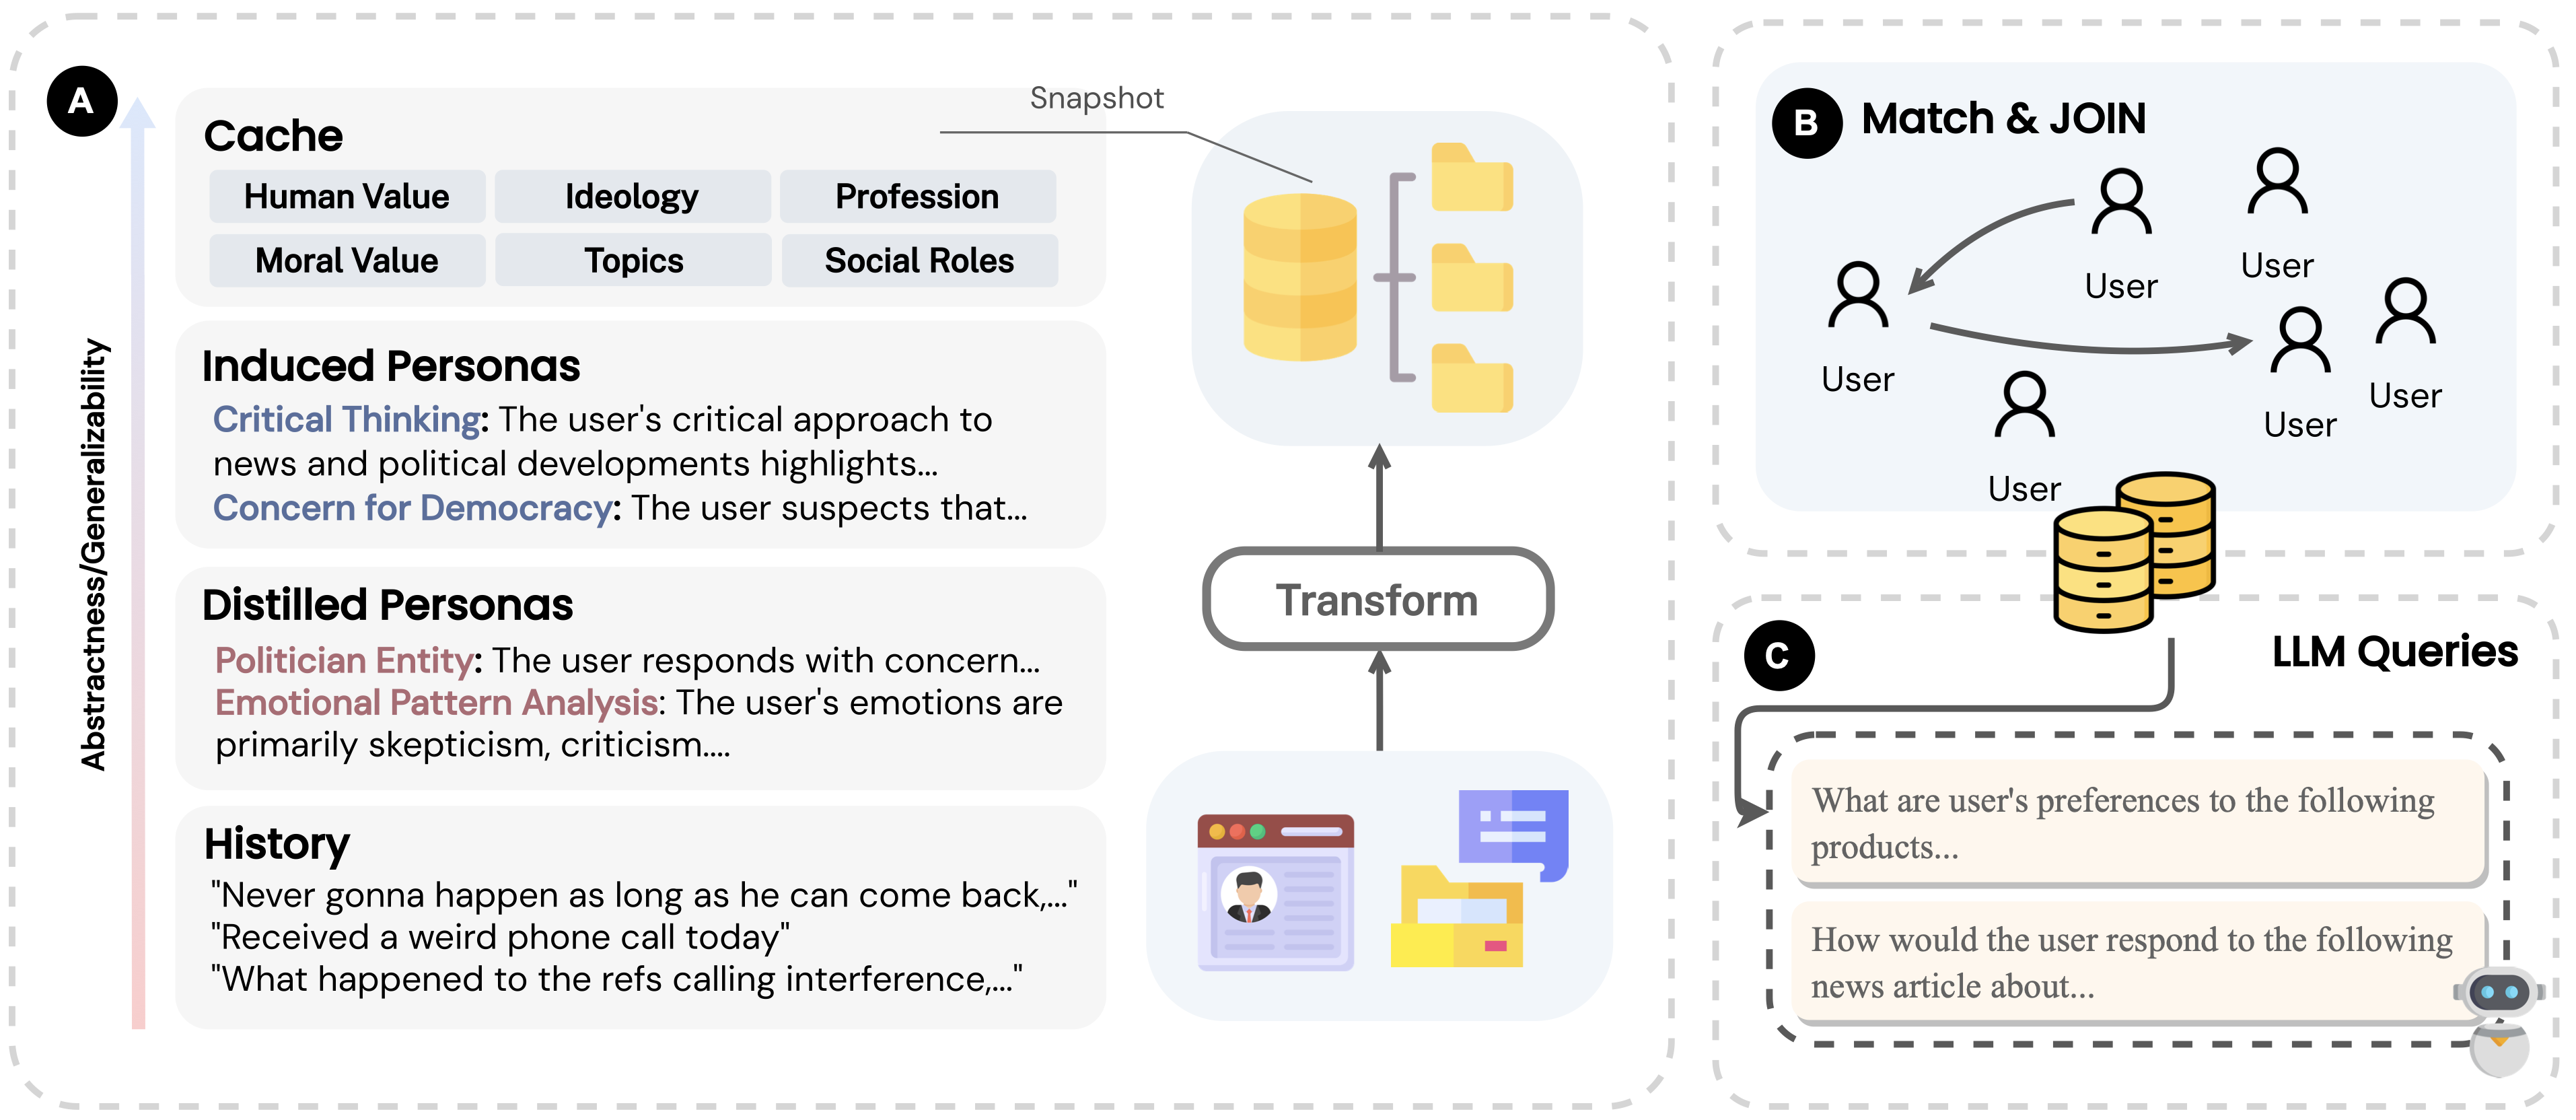 A
Abstractness/Generalizability
Cache
Human Value
Ideology
Profession
Moral Value
Topics
Social Roles
Induced Personas
Critical Thinking: The user's critical approach to
news and political developments highlights...
Concern for Democracy: The user suspects that...
Distilled Personas
Politician Entity: The user responds with concern...
Emotional Pattern Analysis: The user's emotions are
primarily skepticism, criticism....
History
"Never gonna happen as long as he can come back,..."
"Received a weird phone call today"
"What happened to the refs calling interference,..."
Snapshot
Transform
B
Match & JOIN
User
User
User
User
User
User
C
LLM Queries
What are user's preferences to the following
products...
How would the user respond to the following
news article about...